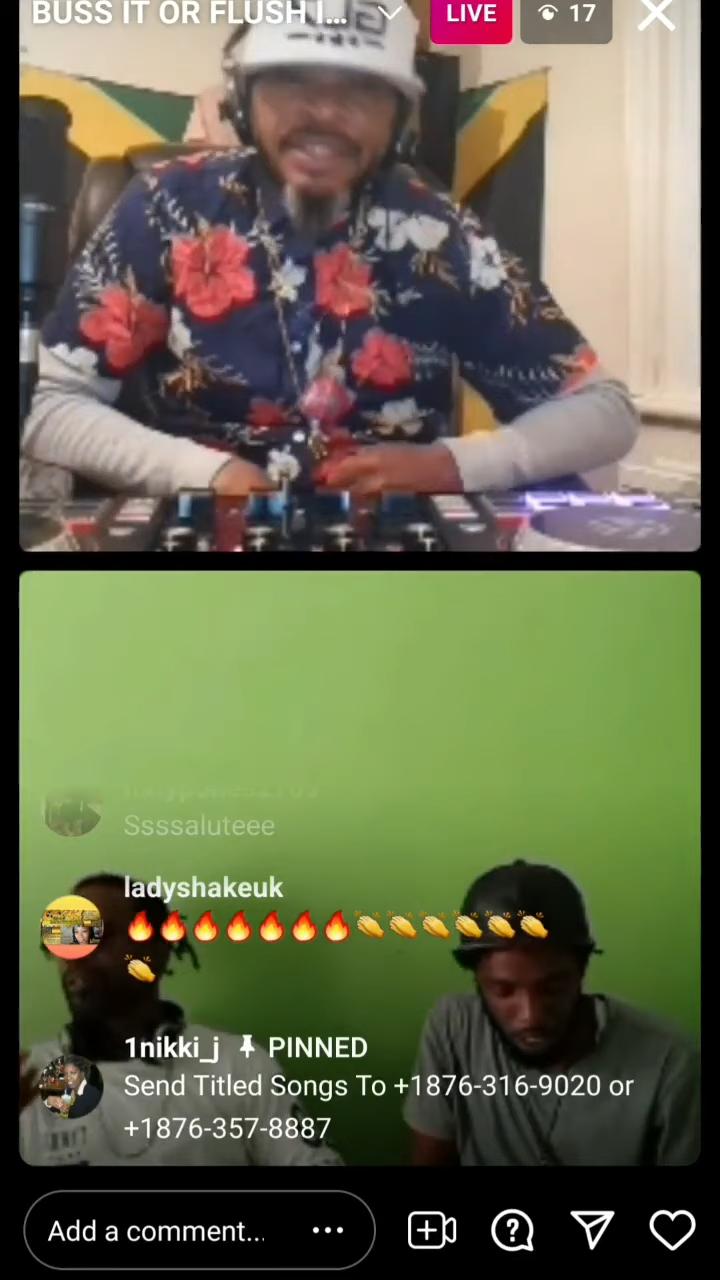 BUSS IT OR FLUSH I...
LIVE
17
Ssssaluteee
ladyshakeuk
🔥🔥🔥🔥🔥🔥🔥👏👏👏👏👏👏
👏
1nikki_j 📌 PINNED
Send Titled Songs To +1876-316-9020 or
+1876-357-8887
Add a comment...